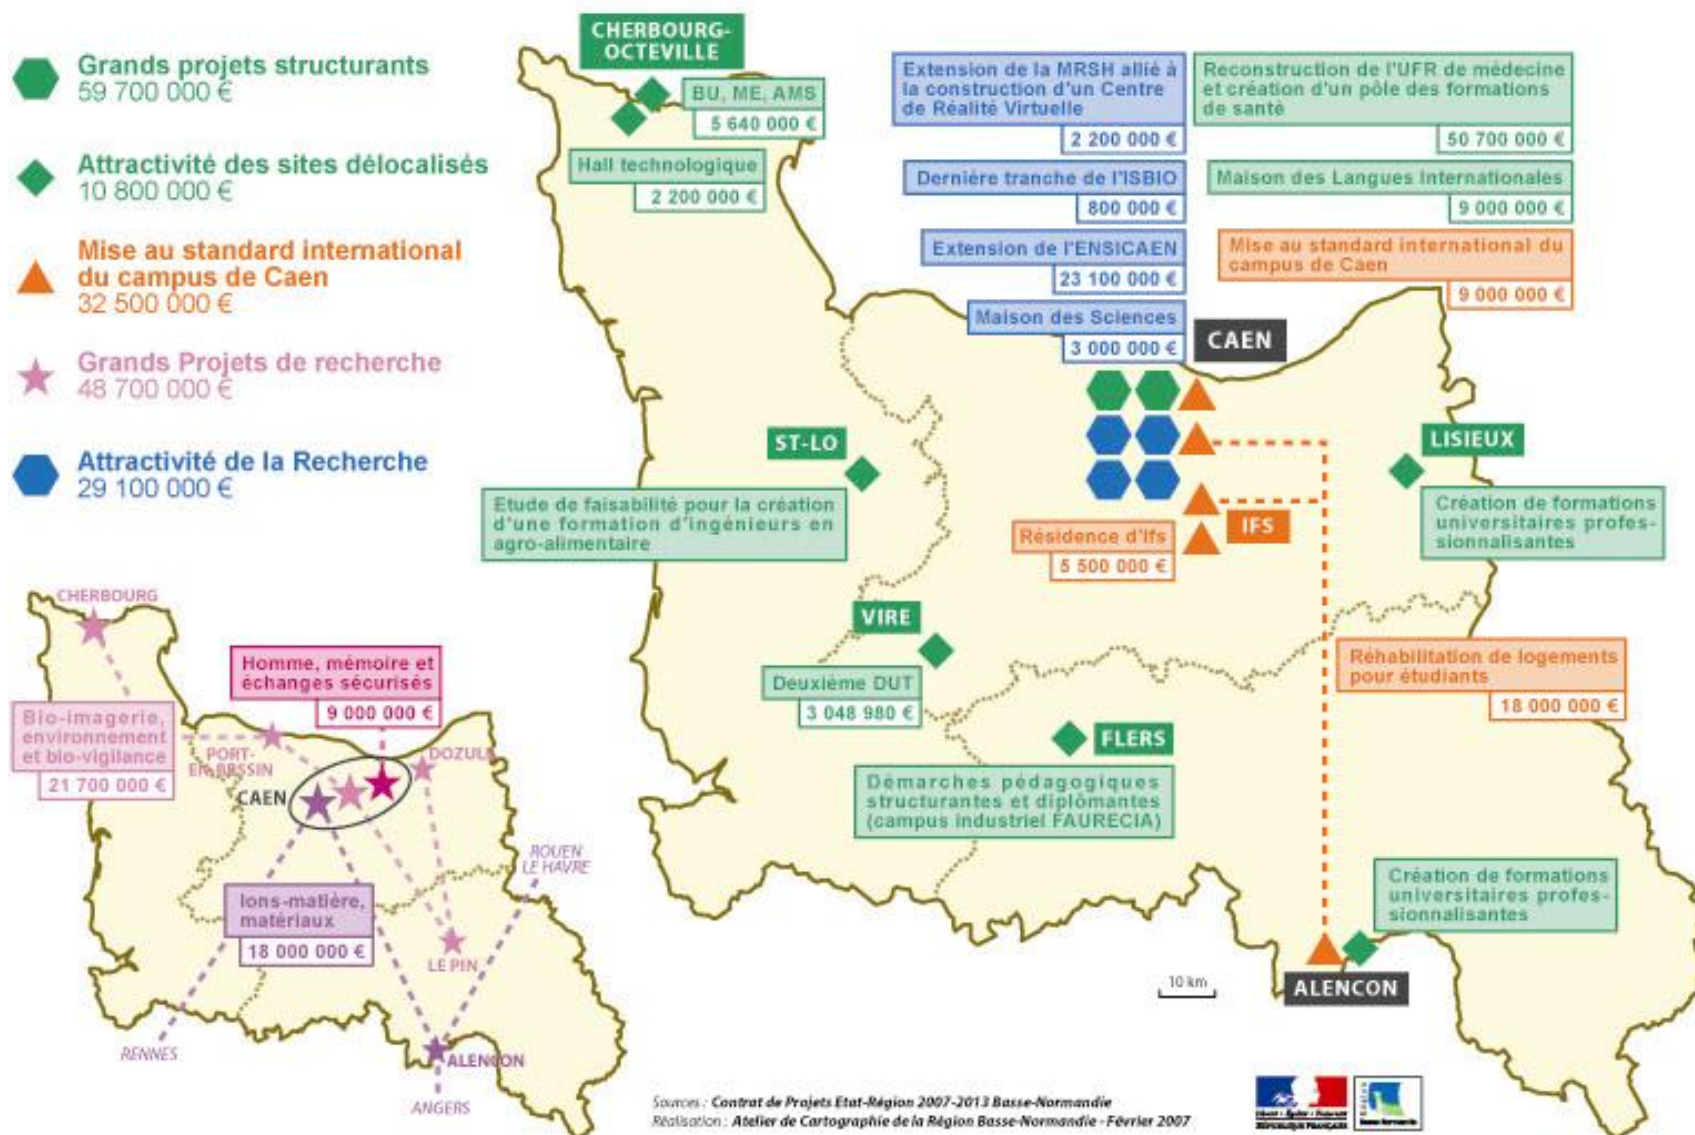 Grands projets structurants
59 700 000 €
Attractivité des sites délocalisés
10 800 000 €
Mise au standard international
du campus de Caen
32 500 000 €
Grands Projets de recherche
48 700 000 €
Attractivité de la Recherche
29 100 000 €
CHERBOURG-
OCTEVILLE
BU, ME, AMS
5 640 000 €
Hall technologique
2 200 000 €
Extension de la MRSH allié à
la construction d'un Centre
de Réalité Virtuelle
2 200 000 €
Dernière tranche de l'ISBIO
800 000 €
Extension de l'ENSICAEN
23 100 000 €
Maison des Sciences
3 000 000 €
Reconstruction de l'UFR de médecine
et création d'un pôle des formations
de santé
50 700 000 €
Maison des Langues Internationales
9 000 000 €
Mise au standard international du
campus de Caen
9 000 000 €
CAEN
ST-LO
Etude de faisabilité pour la création
d'une formation d'ingénieurs en
agro-alimentaire
LISIEUX
Création de formations
universitaires profes-
sionnalisantes
IFS
Résidence d'Ifs
5 500 000 €
VIRE
Deuxième DUT
3 048 980 €
FLERS
Démarches pédagogiques
structurantes et diplômantes
(campus industriel FAURECIA)
Réhabilitation de logements
pour étudiants
18 000 000 €
Création de formations
universitaires profes-
sionnalisantes
ALENCON
10 km
CHERBOURG
Homme, mémoire et
échanges sécurisés
9 000 000 €
Bio-imagerie,
environnement
et bio-vigilance
21 700 000 €
PORT-
EN-BESSIN
DOZULE
CAEN
ROUEN
LE HAVRE
Ions-matière,
matériaux
18 000 000 €
LE PIN
RENNES
ALENCON
ANGERS
Sources : Contrat de Projets Etat-Région 2007-2013 Basse-Normandie
Réalisation : Atelier de Cartographie de la Région Basse-Normandie - Février 2007
Liberté • Égalité • Fraternité
RÉPUBLIQUE FRANÇAISE
Basse-Normandie